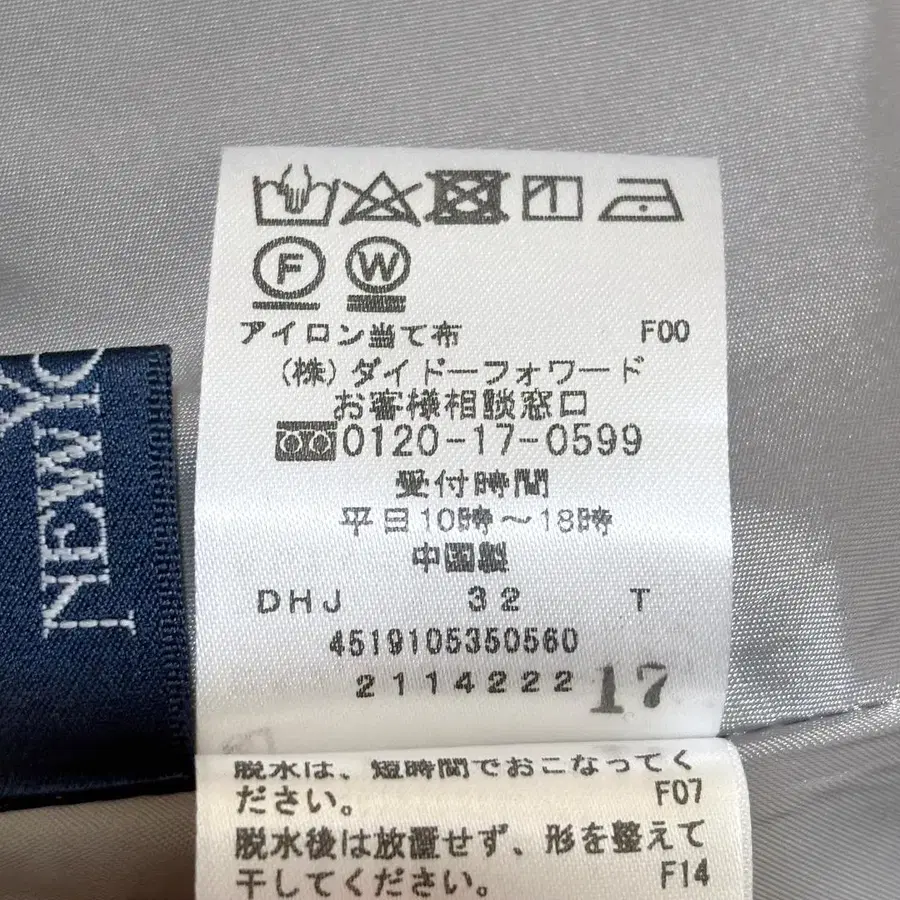 F
W
アイロン当て布 F00
(株)ダイドーフォワード
お客様相談窓口
0120-17-0599
受付時間
平日10時〜18時
中国製
DHJ 32 T
4519105350560
2114222 17
脱水は、短時間でおこなってく
ださい。 F07
脱水後は放置せず、形を整えて
干してください。 F14
NEW YO